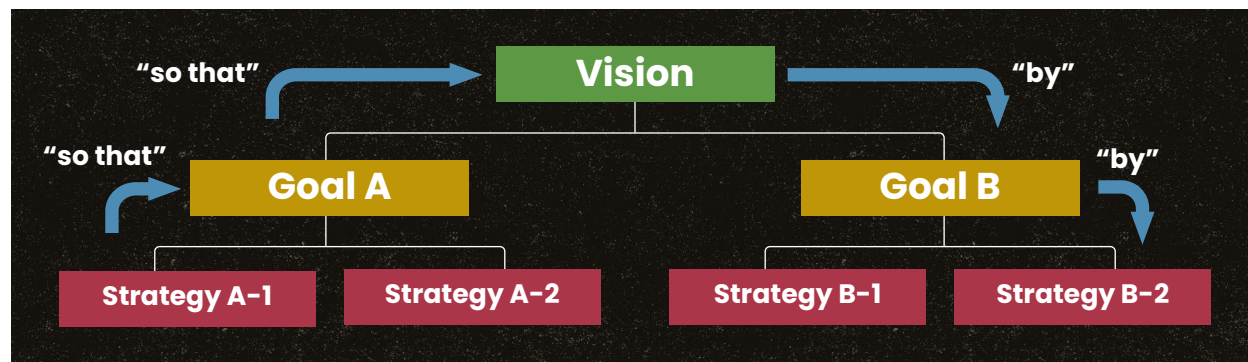 “so that”
Vision
“by”
“so that”
Goal A
Goal B
“by”
Strategy A-1
Strategy A-2
Strategy B-1
Strategy B-2